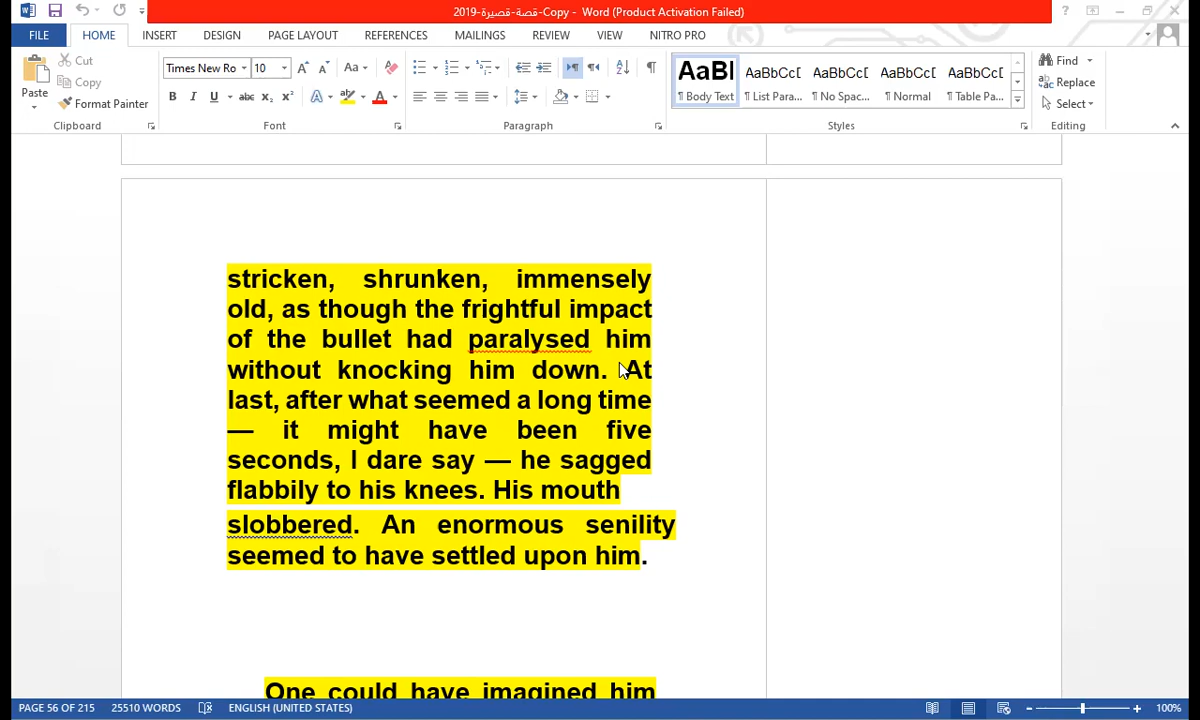 2019-قصة-قصيرة-Copy - Word (Product Activation Failed)
FILE HOME INSERT DESIGN PAGE LAYOUT REFERENCES MAILINGS REVIEW VIEW NITRO PRO
Paste
Cut
Copy
Format Painter
Clipboard
Times New Ro 10
Font
Paragraph
AaBl AaBbCcD AaBbCcD AaBbCcD AaBbCcD
¶ Body Text ¶ List Para... ¶ No Spac... ¶ Normal ¶ Table Pa...
Styles
Find
Replace
Select
Editing
stricken, shrunken, immensely
old, as though the frightful impact
of the bullet had paralysed him
without knocking him down. At
last, after what seemed a long time
— it might have been five
seconds, I dare say — he sagged
flabbily to his knees. His mouth
slobbered. An enormous senility
seemed to have settled upon him.
One could have imagined him
PAGE 56 OF 215 25510 WORDS ENGLISH (UNITED STATES) 100%